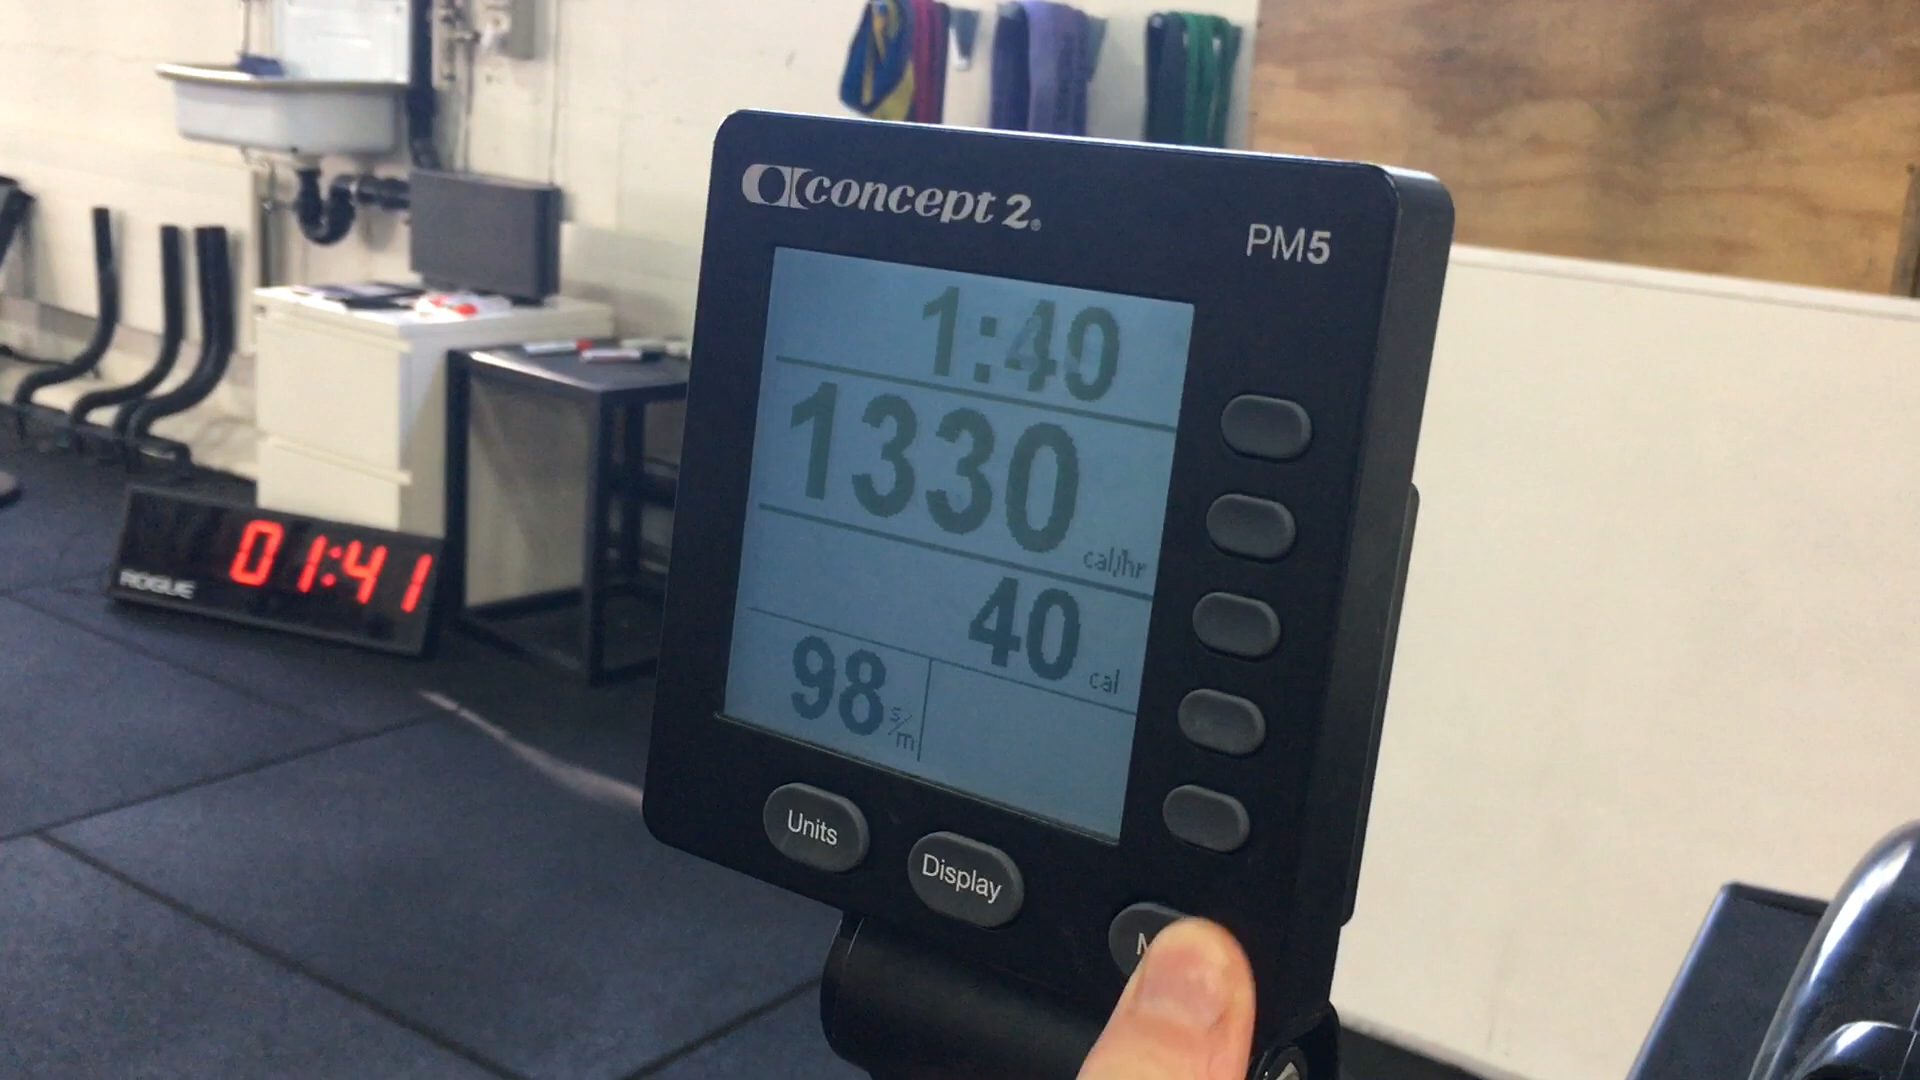 concept 2®
PM5
1:40
1330 cal/hr
40 cal
98 s/m
Units
Display
01:41
ROGUE